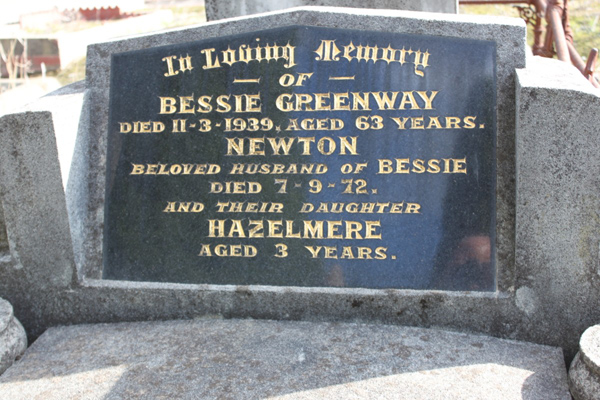 In Loving Memory
— OF —
BESSIE GREENWAY
DIED 11-3-1939, AGED 63 YEARS.
NEWTON
BELOVED HUSBAND OF BESSIE
DIED 7-9-72.
AND THEIR DAUGHTER
HAZELMERE
AGED 3 YEARS.